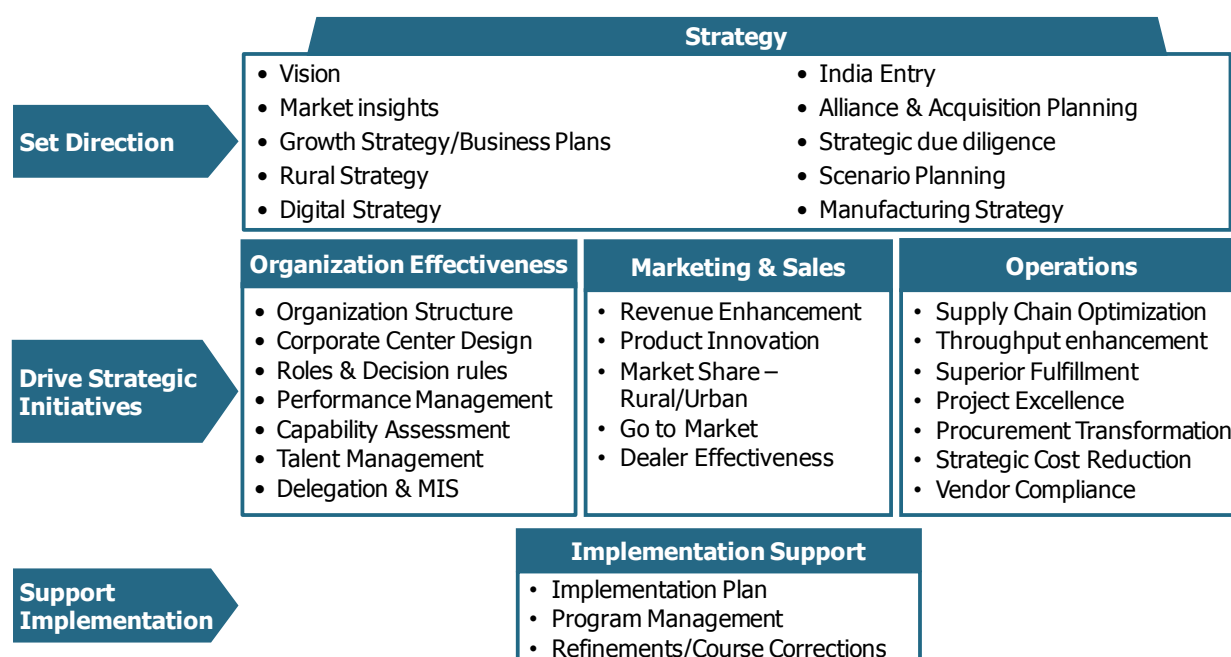 Strategy
Set Direction
• Vision
• Market insights
• Growth Strategy/Business Plans
• Rural Strategy
• Digital Strategy
• India Entry
• Alliance & Acquisition Planning
• Strategic due diligence
• Scenario Planning
• Manufacturing Strategy
Drive Strategic
Initiatives
Organization Effectiveness
• Organization Structure
• Corporate Center Design
• Roles & Decision rules
• Performance Management
• Capability Assessment
• Talent Management
• Delegation & MIS
Marketing & Sales
• Revenue Enhancement
• Product Innovation
• Market Share –
Rural/Urban
• Go to Market
• Dealer Effectiveness
Operations
• Supply Chain Optimization
• Throughput enhancement
• Superior Fulfillment
• Project Excellence
• Procurement Transformation
• Strategic Cost Reduction
• Vendor Compliance
Support
Implementation
Implementation Support
• Implementation Plan
• Program Management
• Refinements/Course Corrections